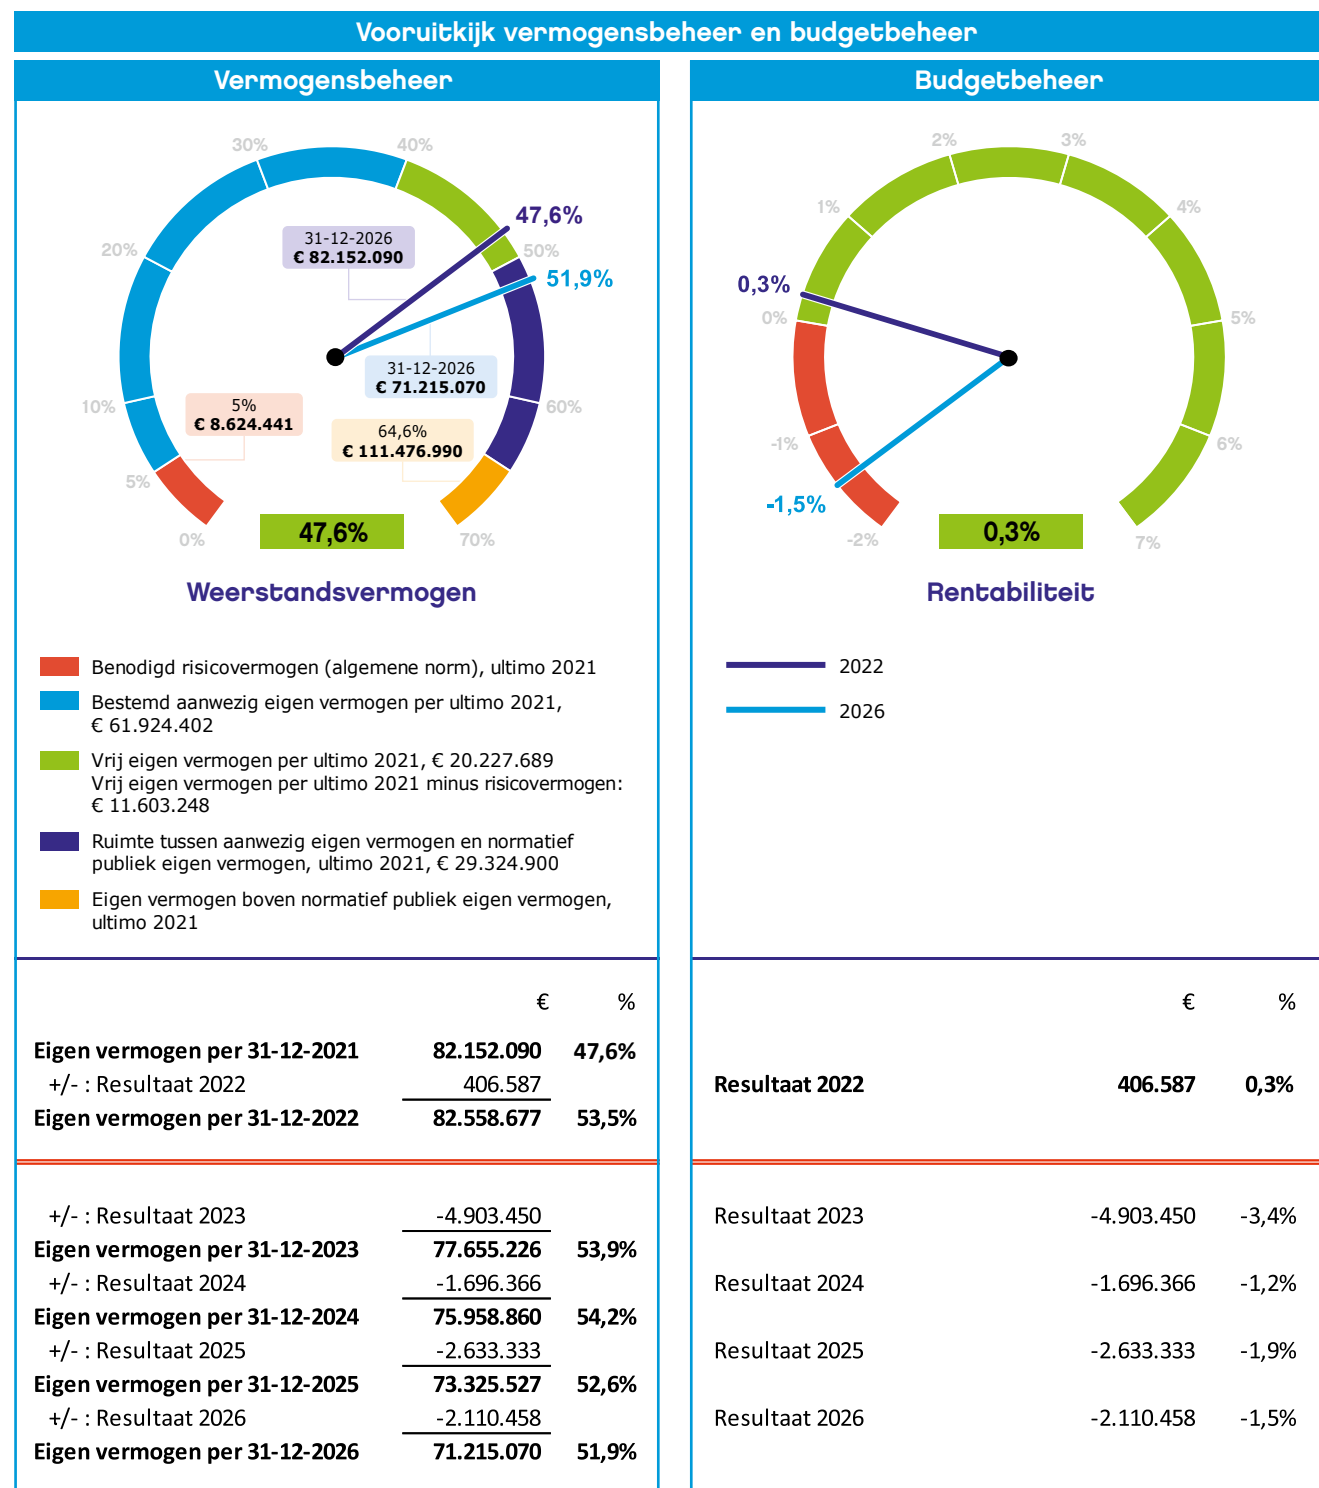 Vooruitkijk vermogensbeheer en budgetbeheer
Vermogensbeheer
30%
40%
20%
47,6%
50%
51,9%
31-12-2026
€ 82.152.090
31-12-2026
€ 71.215.070
10%
5%
€ 8.624.441
64,6%
€ 111.476.990
60%
5%
0%
47,6%
70%
Weerstandsvermogen
Benodigd risicovermogen (algemene norm), ultimo 2021
Bestemd aanwezig eigen vermogen per ultimo 2021,
€ 61.924.402
Vrij eigen vermogen per ultimo 2021, € 20.227.689
Vrij eigen vermogen per ultimo 2021 minus risicovermogen:
€ 11.603.248
Ruimte tussen aanwezig eigen vermogen en normatief
publiek eigen vermogen, ultimo 2021, € 29.324.900
Eigen vermogen boven normatief publiek eigen vermogen,
ultimo 2021
€ %
Eigen vermogen per 31-12-2021 82.152.090 47,6%
+/- : Resultaat 2022 406.587
Eigen vermogen per 31-12-2022 82.558.677 53,5%
+/- : Resultaat 2023 -4.903.450
Eigen vermogen per 31-12-2023 77.655.226 53,9%
+/- : Resultaat 2024 -1.696.366
Eigen vermogen per 31-12-2024 75.958.860 54,2%
+/- : Resultaat 2025 -2.633.333
Eigen vermogen per 31-12-2025 73.325.527 52,6%
+/- : Resultaat 2026 -2.110.458
Eigen vermogen per 31-12-2026 71.215.070 51,9%
Budgetbeheer
2%
3%
1%
4%
0,3%
0%
5%
-1%
6%
-1,5%
-2%
0,3%
7%
Rentabiliteit
2022
2026
€ %
Resultaat 2022 406.587 0,3%
Resultaat 2023 -4.903.450 -3,4%
Resultaat 2024 -1.696.366 -1,2%
Resultaat 2025 -2.633.333 -1,9%
Resultaat 2026 -2.110.458 -1,5%